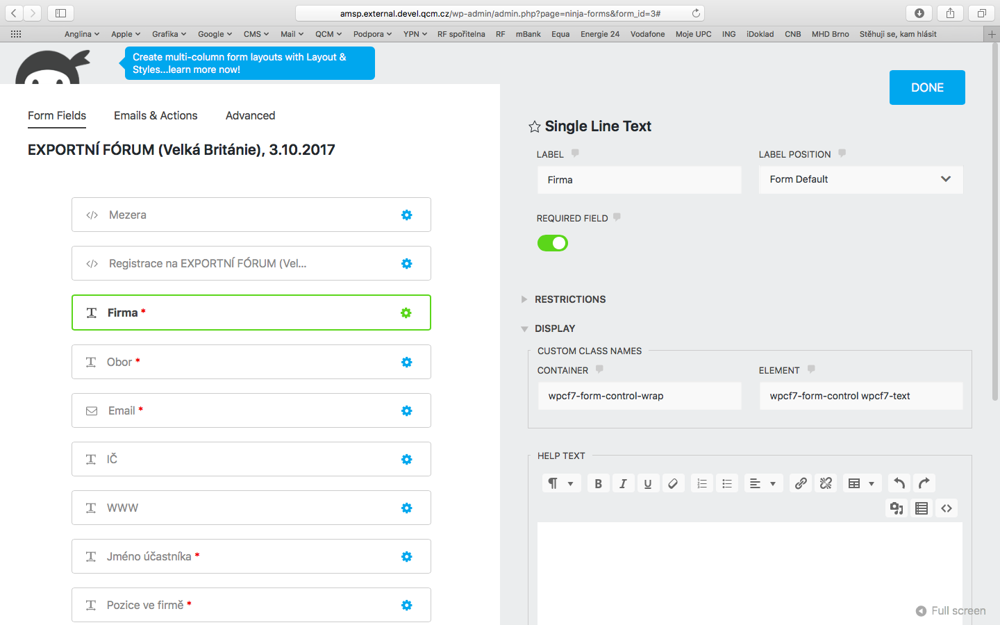 amsp.external.devel.qcm.cz/wp-admin/admin.php?page=ninja-forms&form_id=3#
Anglina Apple Grafika Google CMS Mail QCM Podpora YPN RF spořitelna RF mBank Equa Energie 24 Vodafone Moje UPC ING iDoklad CNB MHD Brno Stěhuji se, kam hlásit
Create multi-column form layouts with Layout &
Styles...learn more now!
DONE
Form Fields Emails & Actions Advanced
EXPORTNÍ FÓRUM (Velká Británie), 3.10.2017
Mezera
Registrace na EXPORTNÍ FÓRUM (Vel...
Firma *
Obor *
Email *
IČ
WWW
Jméno účastníka *
Pozice ve firmě *
Single Line Text
LABEL LABEL POSITION
Firma Form Default
REQUIRED FIELD
RESTRICTIONS
DISPLAY
CUSTOM CLASS NAMES
CONTAINER ELEMENT
wpcf7-form-control-wrap wpcf7-form-control wpcf7-text
HELP TEXT
B I U
Full screen